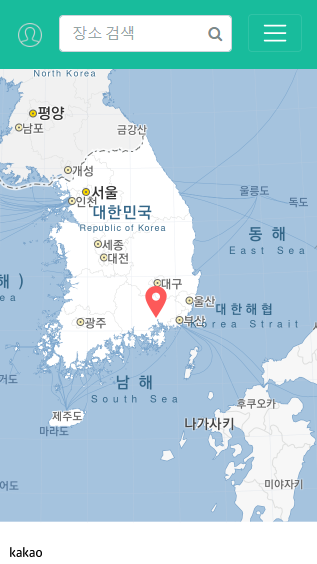 장소 검색
North Korea
평양
남포
금강산
개성
서울
인천
대한민국
Republic of Korea
울릉도
독도
동 해
East Sea
세종
대전
해 )
ea
대구
울산
대 한 해 협
rea Strait
부산
광주
거도
남 해
South Sea
후쿠오카
제주도
나가사키
마라도
미야자키
어도
kakao